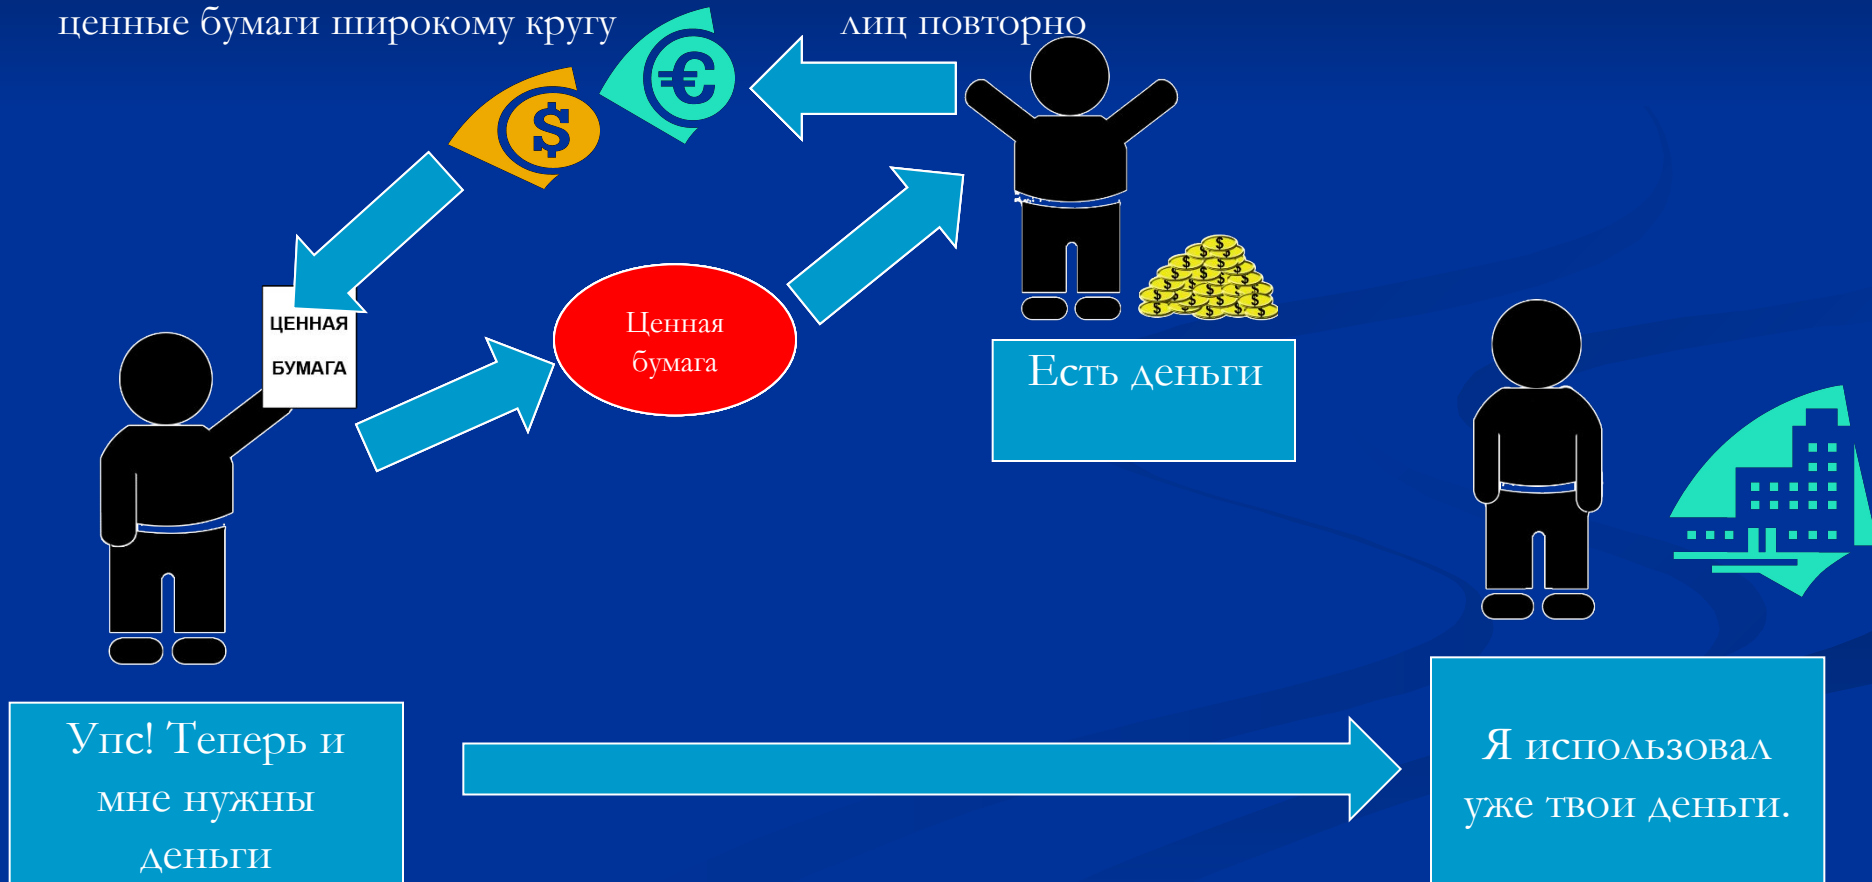 ценные бумаги широкому кругу лиц повторно
€
$
ЦЕННАЯ
БУМАГА
Ценная
бумага
Есть деньги
Упс! Теперь и
мне нужны
деньги
Я использовал
уже твои деньги.